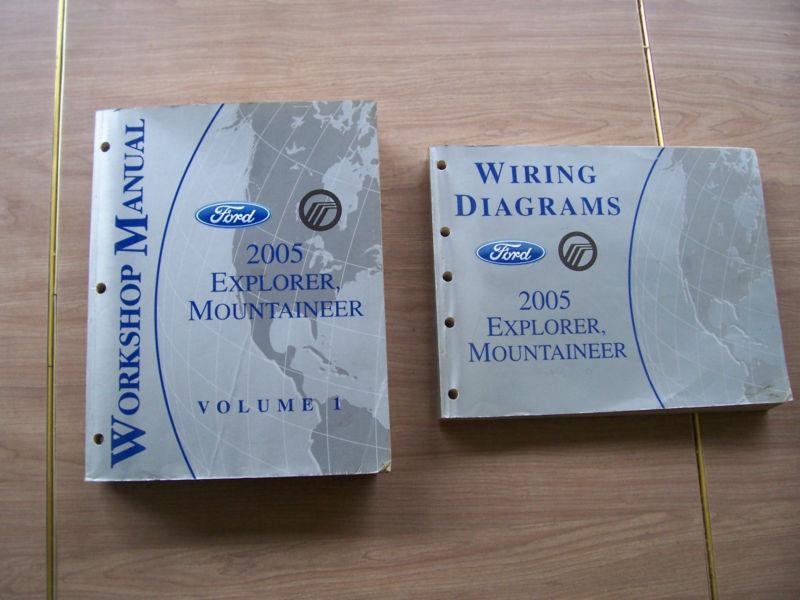 WORKSHOP MANUAL
Ford
2005
EXPLORER,
MOUNTAINEER
VOLUME 1
WIRING
DIAGRAMS
Ford
2005
EXPLORER,
MOUNTAINEER